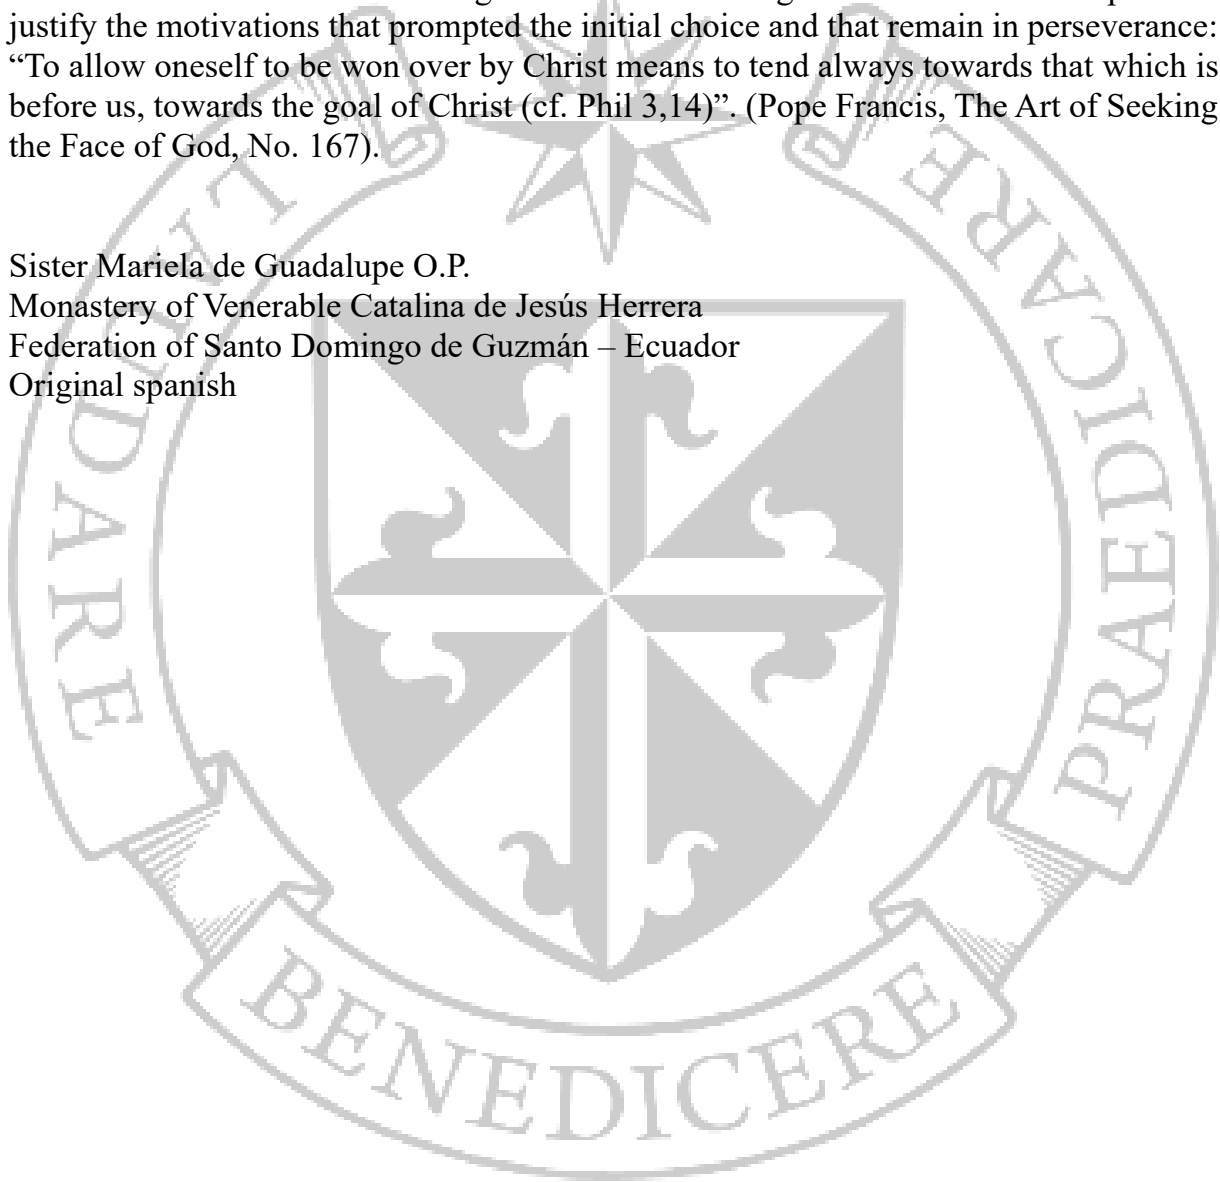 justify the motivations that prompted the initial choice and that remain in perseverance:
“To allow oneself to be won over by Christ means to tend always towards that which is
before us, towards the goal of Christ (cf. Phil 3,14)”. (Pope Francis, The Art of Seeking
the Face of God, No. 167).
Sister Mariela de Guadalupe O.P.
Monastery of Venerable Catalina de Jesús Herrera
Federation of Santo Domingo de Guzmán – Ecuador
Original spanish
LAUDARE
BENEDICERE
PRAEDICARE